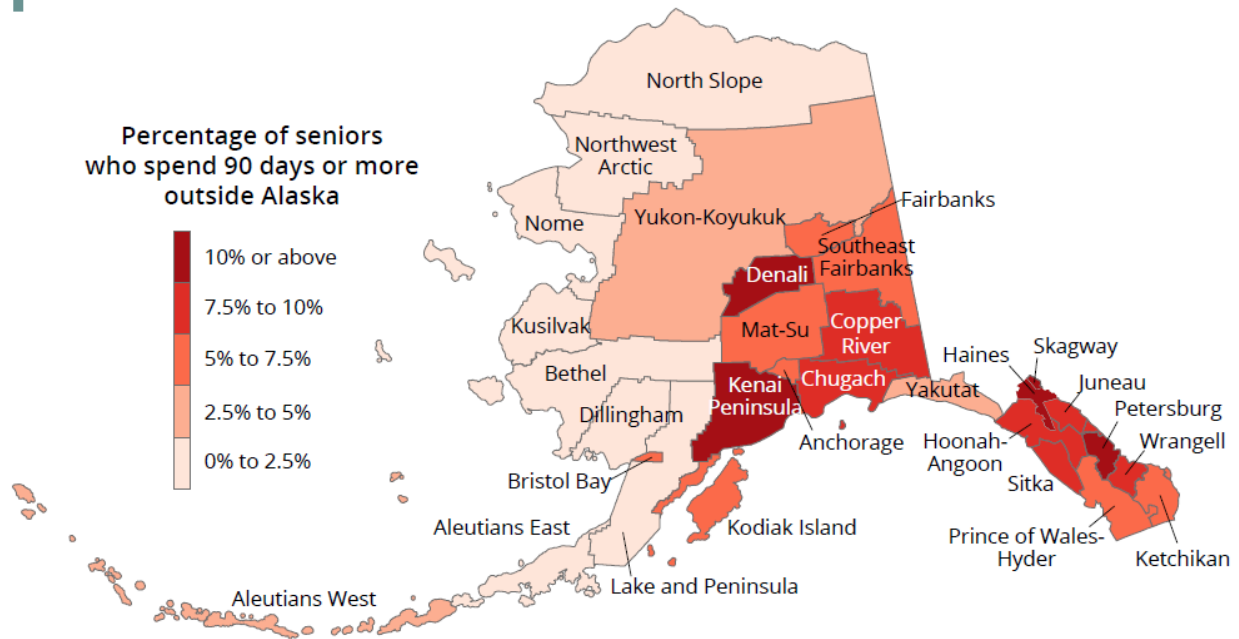 Percentage of seniors
who spend 90 days or more
outside Alaska
10% or above
7.5% to 10%
5% to 7.5%
2.5% to 5%
0% to 2.5%
North Slope
Northwest
Arctic
Nome
Yukon-Koyukuk
Fairbanks
Southeast
Fairbanks
Denali
Kusilvak
Mat-Su
Copper
River
Bethel
Dillingham
Kenai
Peninsula
Chugach
Yakutat
Anchorage
Haines
Skagway
Juneau
Petersburg
Wrangell
Hoonah-
Angoon
Sitka
Prince of Wales-
Hyder
Ketchikan
Bristol Bay
Kodiak Island
Aleutians East
Lake and Peninsula
Aleutians West